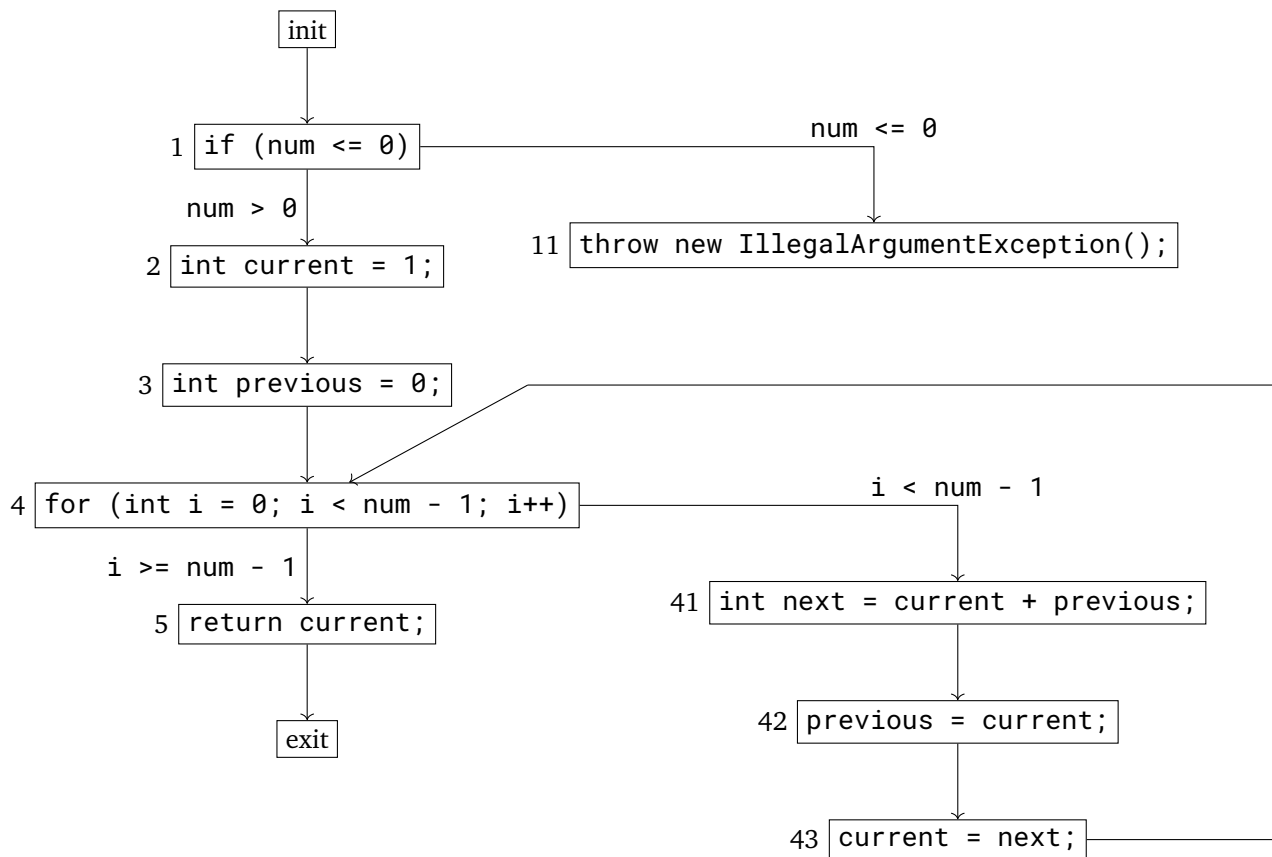 init
num <= 0
1 if (num <= 0)
num > 0
11 throw new IllegalArgumentException();
2 int current = 1;
3 int previous = 0;
i < num - 1
4 for (int i = 0; i < num - 1; i++)
i >= num - 1
41 int next = current + previous;
5 return current;
42 previous = current;
exit
43 current = next;